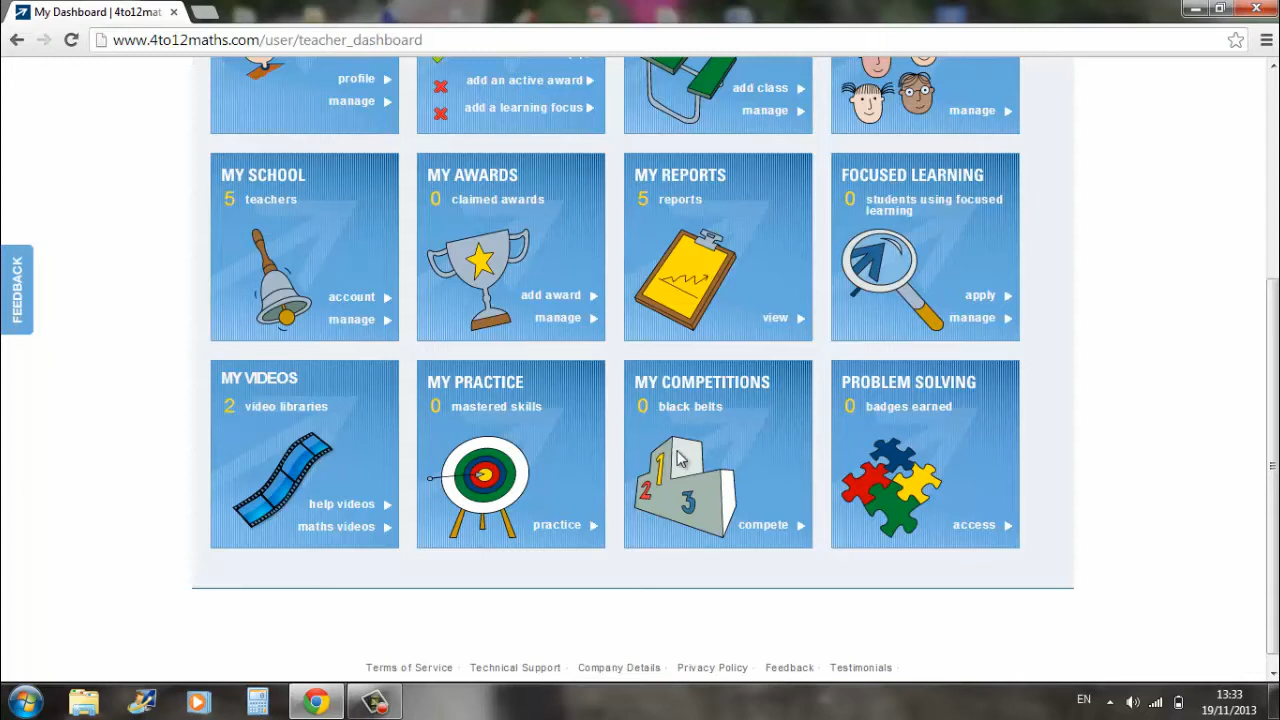 My Dashboard | 4to12mat
www.4to12maths.com/user/teacher_dashboard
profile
manage
add an active award
add a learning focus
add class
manage
manage
MY SCHOOL
5 teachers
account
manage
MY AWARDS
0 claimed awards
add award
manage
MY REPORTS
5 reports
view
FOCUSED LEARNING
0 students using focused
learning
apply
manage
MY VIDEOS
2 video libraries
help videos
maths videos
MY PRACTICE
0 mastered skills
practice
MY COMPETITIONS
0 black belts
1
2
3
compete
PROBLEM SOLVING
0 badges earned
access
FEEDBACK
Terms of Service · Technical Support · Company Details · Privacy Policy · Feedback · Testimonials ·
EN
13:33
19/11/2013